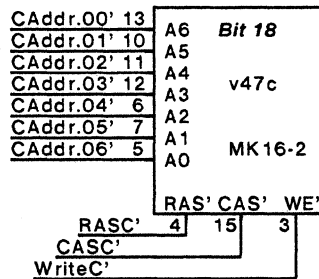 CAddr.00' 13 A6 Bit 18
CAddr.01' 10 A5
CAddr.02' 11 A4 v47c
CAddr.03' 12 A3
CAddr.04' 6 A2
CAddr.05' 7 A1 MK16-2
CAddr.06' 5 A0
RAS' CAS' WE'
RASC' 4 15 3
CASC'
WriteC'